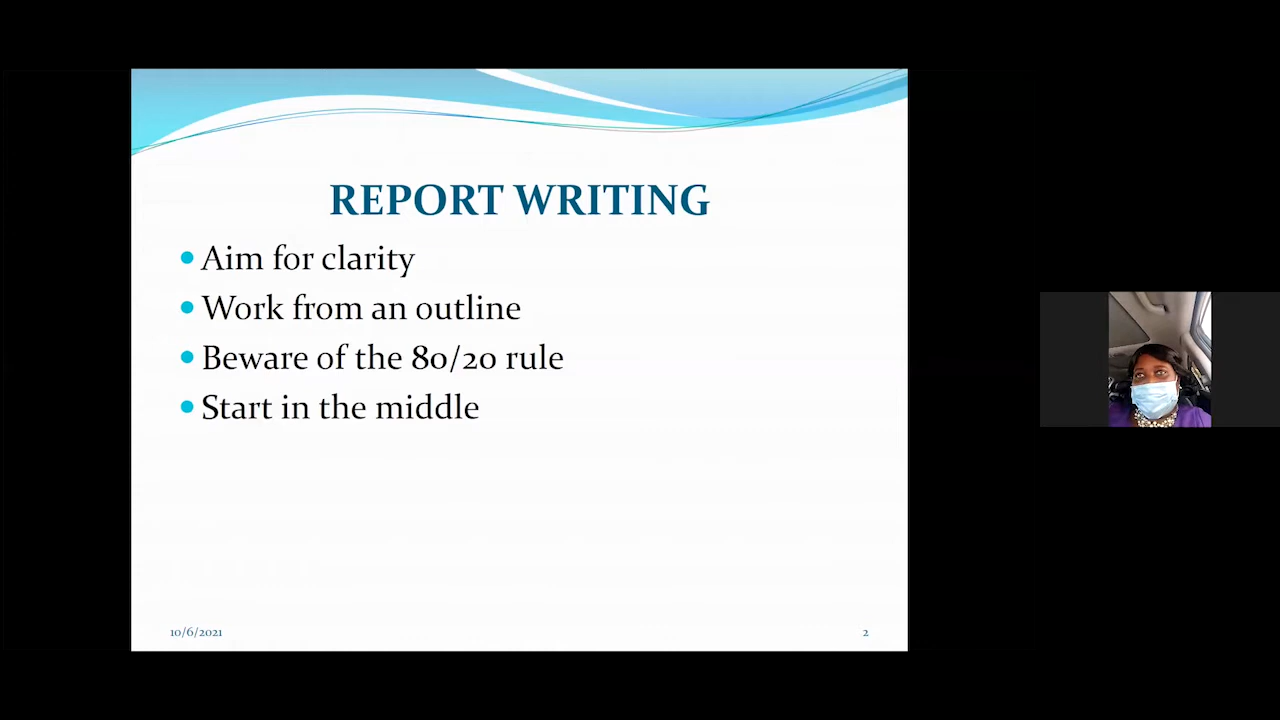 REPORT WRITING
Aim for clarity
Work from an outline
Beware of the 80/20 rule
Start in the middle
10/6/2021
2